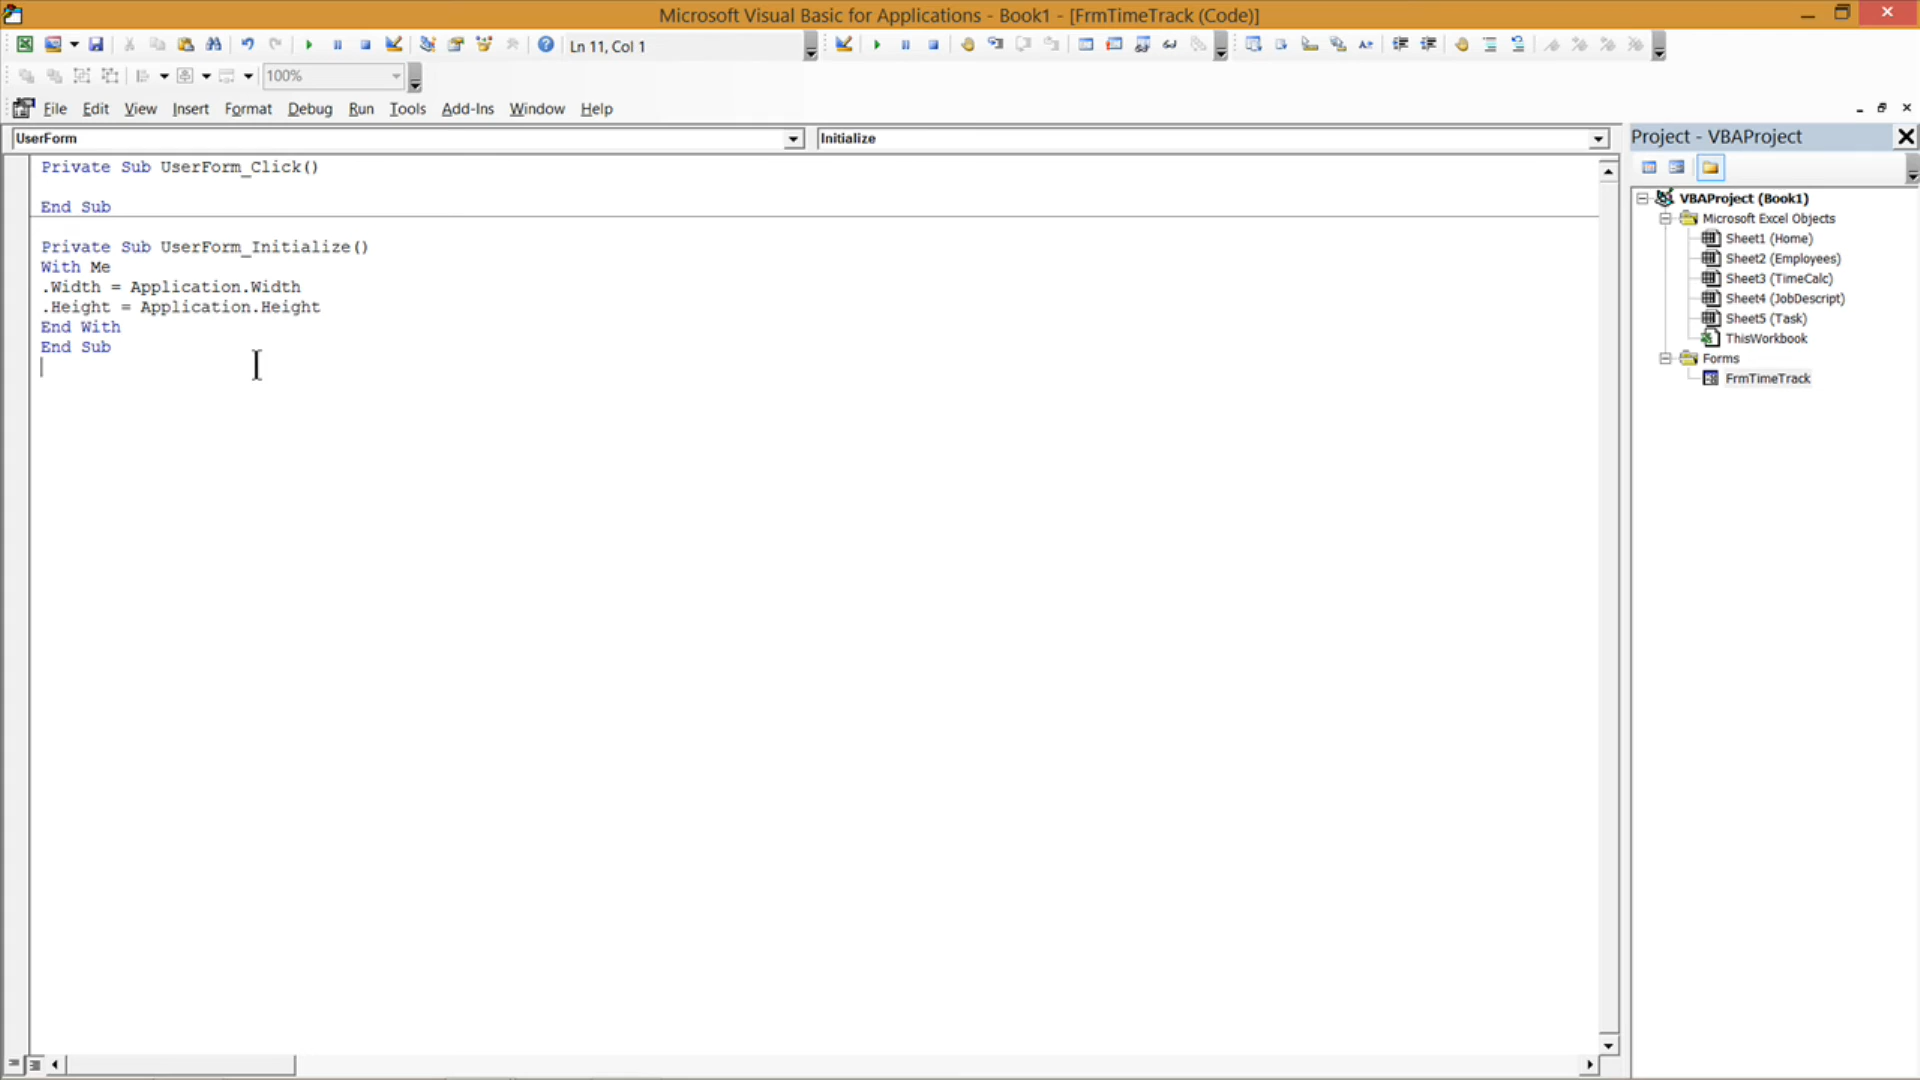 Microsoft Visual Basic for Applications - Book1 - [FrmTimeTrack (Code)]
Ln 11, Col 1
100%
File Edit View Insert Format Debug Run Tools Add-Ins Window Help
UserForm
Initialize
Project - VBAProject
Private Sub UserForm_Click()
End Sub
Private Sub UserForm_Initialize()
With Me
.Width = Application.Width
.Height = Application.Height
End With
End Sub
VBAProject (Book1)
Microsoft Excel Objects
Sheet1 (Home)
Sheet2 (Employees)
Sheet3 (TimeCalc)
Sheet4 (JobDescript)
Sheet5 (Task)
ThisWorkbook
Forms
FrmTimeTrack